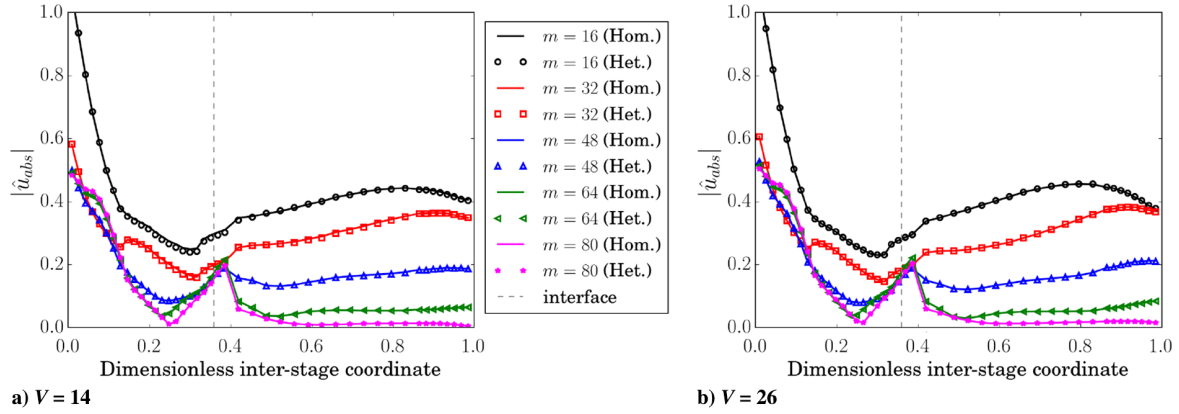 1.0
0.8
0.6
0.4
0.2
0.0
|û_abs|
0.0 0.2 0.4 0.6 0.8 1.0
Dimensionless inter-stage coordinate
a) V = 14
m = 16 (Hom.)
m = 16 (Het.)
m = 32 (Hom.)
m = 32 (Het.)
m = 48 (Hom.)
m = 48 (Het.)
m = 64 (Hom.)
m = 64 (Het.)
m = 80 (Hom.)
m = 80 (Het.)
interface
1.0
0.8
0.6
0.4
0.2
0.0
|û_abs|
0.0 0.2 0.4 0.6 0.8 1.0
Dimensionless inter-stage coordinate
b) V = 26